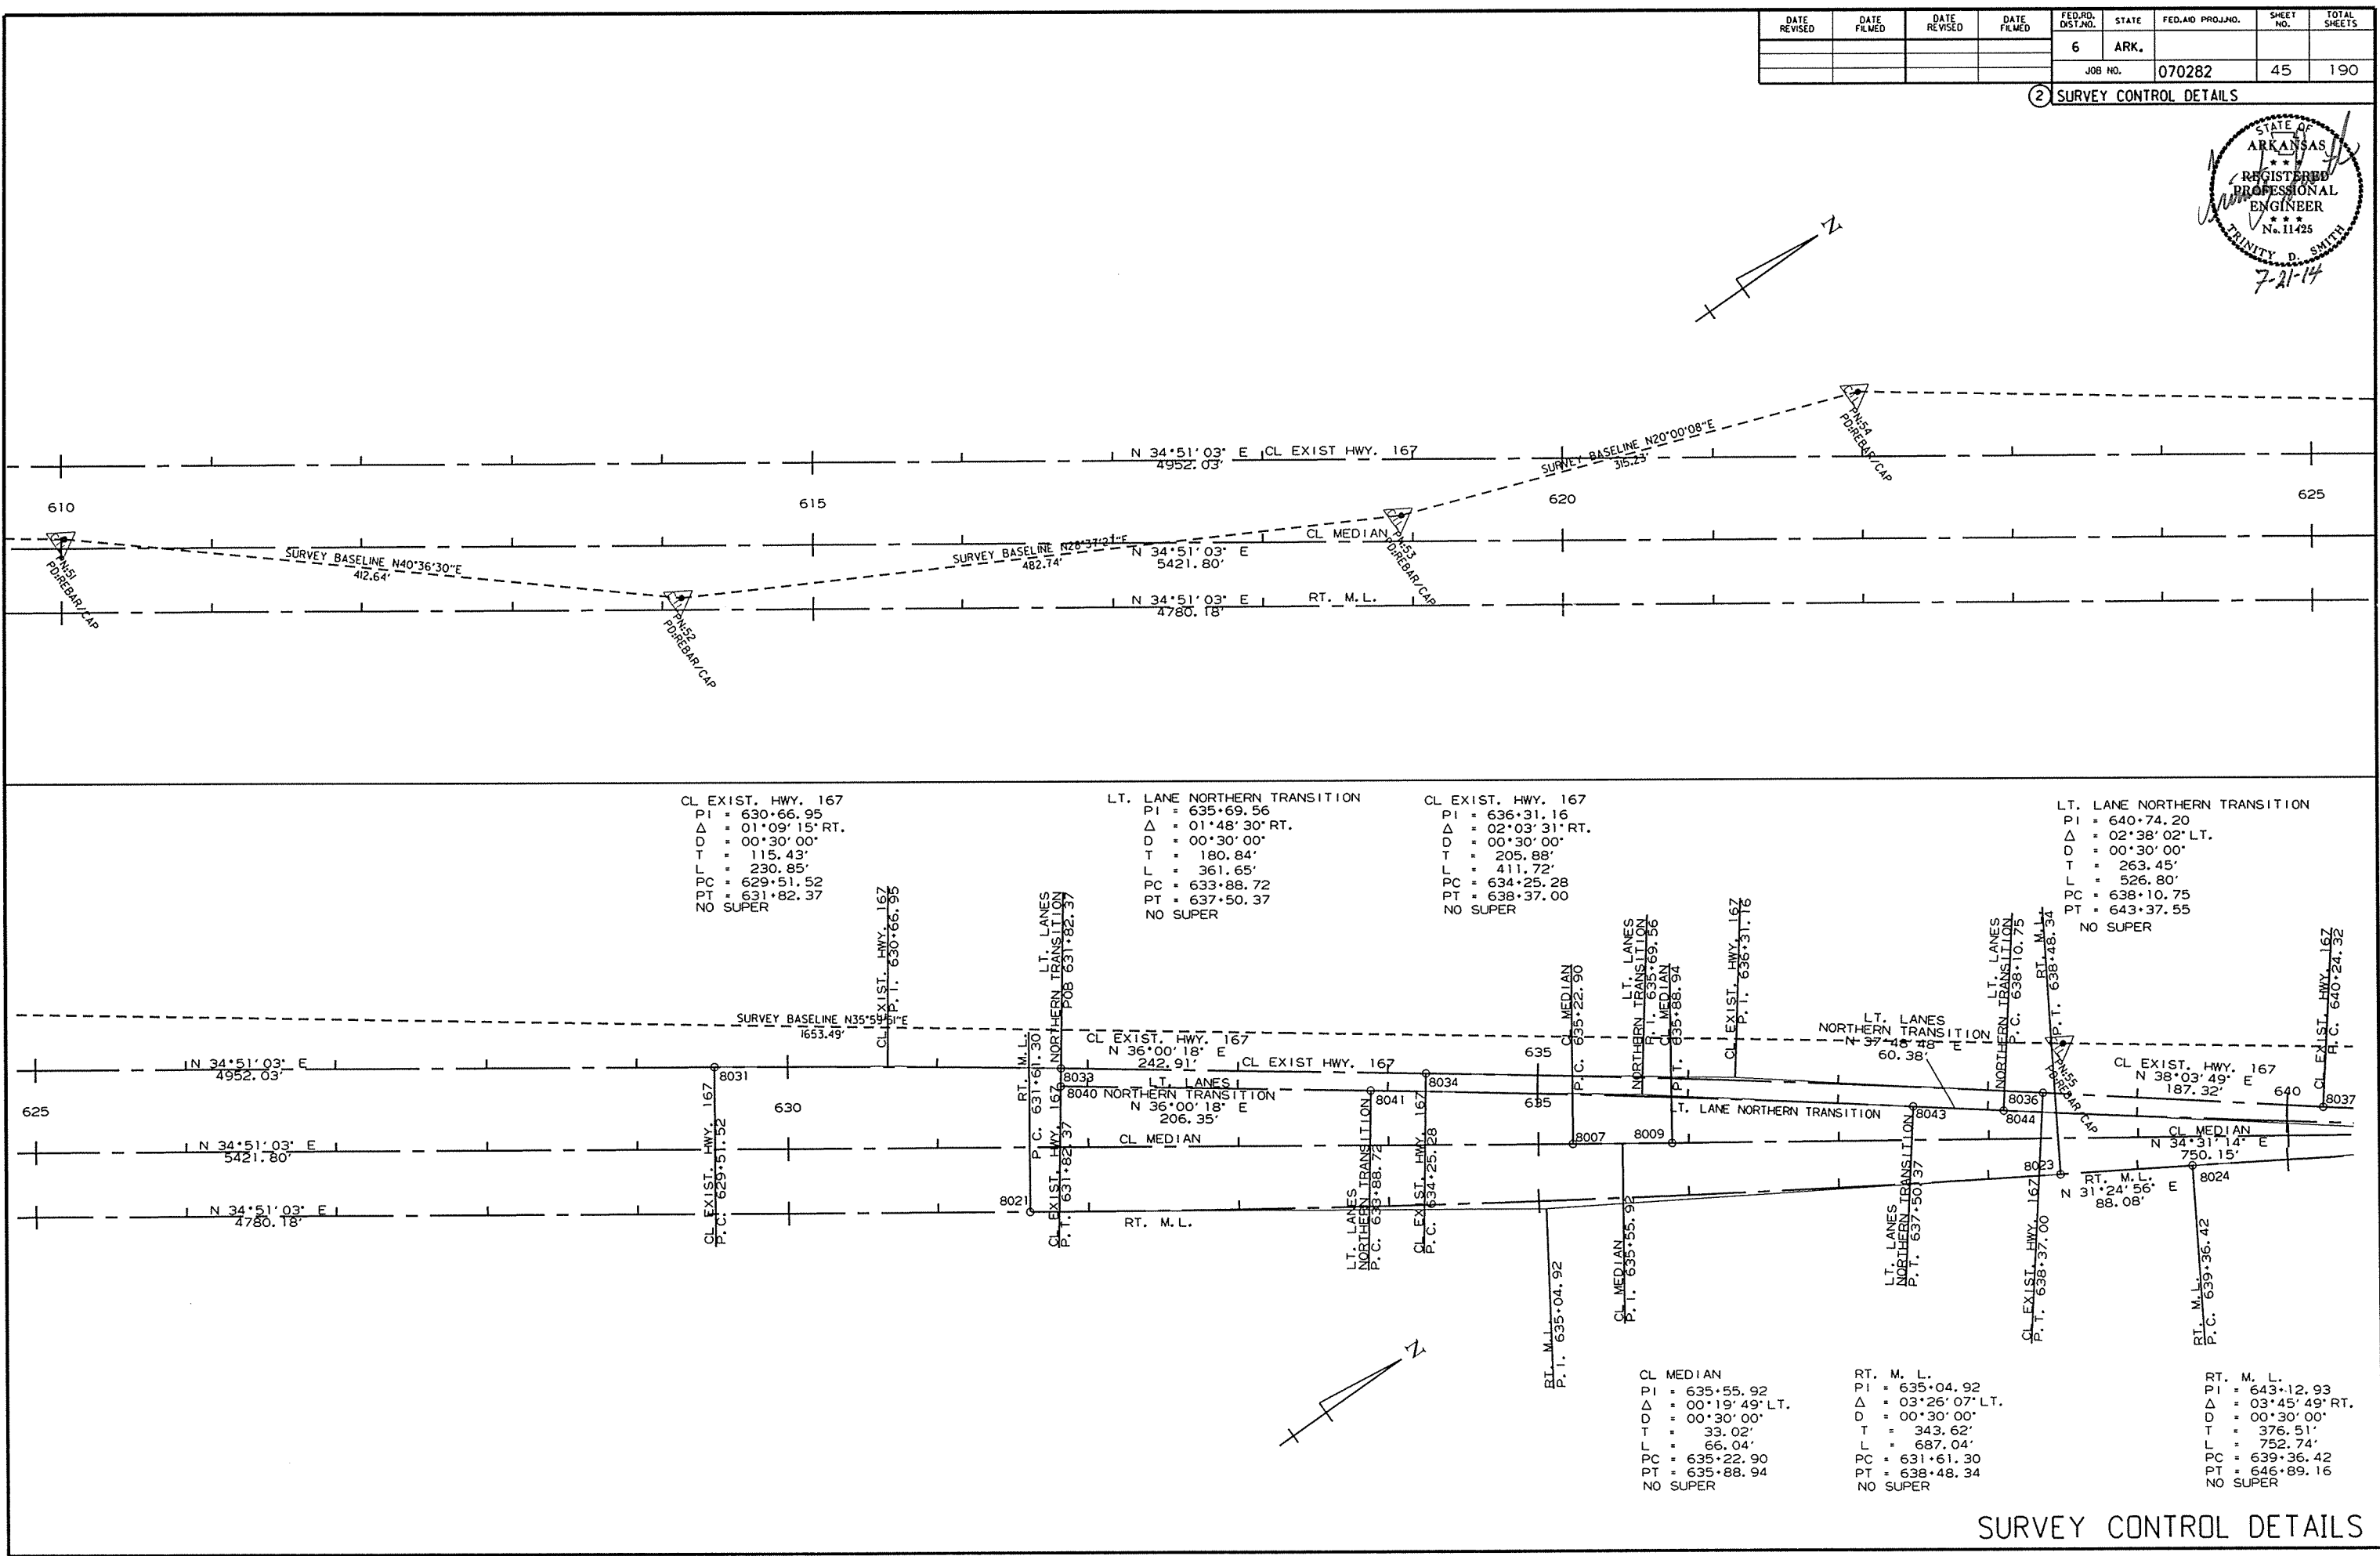 DATE REVISED
DATE FILMED
DATE REVISED
DATE FILMED
FED.RD. DIST.NO.
STATE
FED.AID PROJ.NO.
SHEET NO.
TOTAL SHEETS
6
ARK.
JOB NO.
070282
45
190
2 SURVEY CONTROL DETAILS
STATE OF
ARKANSAS
★ ★ ★
REGISTERED
PROFESSIONAL
ENGINEER
★ ★ ★
No. 11425
TRINITY D. SMITH
7-21-14
N
N 34°51'03" E CL EXIST HWY. 167
4952.03'
610
615
620
625
SURVEY BASELINE N40°36'30"E
412.64'
SURVEY BASELINE N28°37'27"E
482.74'
SURVEY BASELINE N20°00'08"E
315.23'
CL MEDIAN
N 34°51'03" E
5421.80'
N 34°51'03" E RT. M.L.
4780.18'
PN:51
PD:REBAR/CAP
PN:52
PD:REBAR/CAP
PN:53
PD:REBAR/CAP
PN:54
PD:REBAR/CAP
CL EXIST. HWY. 167
PI = 630+66.95
Δ = 01°09'15" RT.
D = 00°30'00"
T = 115.43'
L = 230.85'
PC = 629+51.52
PT = 631+82.37
NO SUPER
LT. LANE NORTHERN TRANSITION
PI = 635+69.56
Δ = 01°48'30" RT.
D = 00°30'00"
T = 180.84'
L = 361.65'
PC = 633+88.72
PT = 637+50.37
NO SUPER
CL EXIST. HWY. 167
PI = 636+31.16
Δ = 02°03'31" RT.
D = 00°30'00"
T = 205.88'
L = 411.72'
PC = 634+25.28
PT = 638+37.00
NO SUPER
LT. LANE NORTHERN TRANSITION
PI = 640+74.20
Δ = 02°38'02" LT.
D = 00°30'00"
T = 263.45'
L = 526.80'
PC = 638+10.75
PT = 643+37.55
NO SUPER
CL EXIST. HWY. 167
P.I. 630+66.95
LT. LANES
NORTHERN TRANSITION
POB 631+82.37
CL MEDIAN
P.C. 635+22.90
LT. LANES
NORTHERN TRANSITION
P.I. 635+69.56
CL MEDIAN
P.T. 635+88.94
CL EXIST. HWY. 167
P.I. 636+31.16
LT. LANES
NORTHERN TRANSITION
P.C. 638+10.75
RT. M.L.
P.T. 638+48.34
CL EXIST. HWY. 167
P.C. 640+24.32
SURVEY BASELINE N35°59'51"E
1653.49'
N 34°51'03" E
4952.03'
625
630
635
635
640
8031
8033
8040
8034
8041
8007
8009
8043
8044
8036
8037
8021
8023
8024
CL EXIST. HWY. 167
N 36°00'18" E
242.91'
CL EXIST HWY. 167
LT. LANES
NORTHERN TRANSITION
N 36°00'18" E
206.35'
LT. LANE NORTHERN TRANSITION
LT. LANES
NORTHERN TRANSITION
N 37°48'48" E
60.38'
PN:55
PD:REBAR/CAP
CL EXIST. HWY. 167
N 38°03'49" E
187.32'
N 34°51'03" E
5421.80'
CL MEDIAN
CL MEDIAN
N 34°31'14" E
750.15'
N 34°51'03" E
4780.18'
RT. M.L.
RT. M.L.
N 31°24'56" E
88.08'
CL EXIST. HWY. 167
P.C. 629+51.52
RT. M.L.
P.C. 631+61.30
CL EXIST. HWY. 167
P.T. 631+82.37
LT. LANES
NORTHERN TRANSITION
P.C. 633+88.72
CL EXIST. HWY. 167
P.C. 634+25.28
RT. M.L.
P.I. 635+04.92
CL MEDIAN
P.I. 635+55.92
LT. LANES
NORTHERN TRANSITION
P.T. 637+50.37
CL EXIST. HWY. 167
P.T. 638+37.00
RT. M.L.
P.C. 639+36.42
N
CL MEDIAN
PI = 635+55.92
Δ = 00°19'49" LT.
D = 00°30'00"
T = 33.02'
L = 66.04'
PC = 635+22.90
PT = 635+88.94
NO SUPER
RT. M. L.
PI = 635+04.92
Δ = 03°26'07" LT.
D = 00°30'00"
T = 343.62'
L = 687.04'
PC = 631+61.30
PT = 638+48.34
NO SUPER
RT. M. L.
PI = 643+12.93
Δ = 03°45'49" RT.
D = 00°30'00"
T = 376.51'
L = 752.74'
PC = 639+36.42
PT = 646+89.16
NO SUPER
SURVEY CONTROL DETAILS